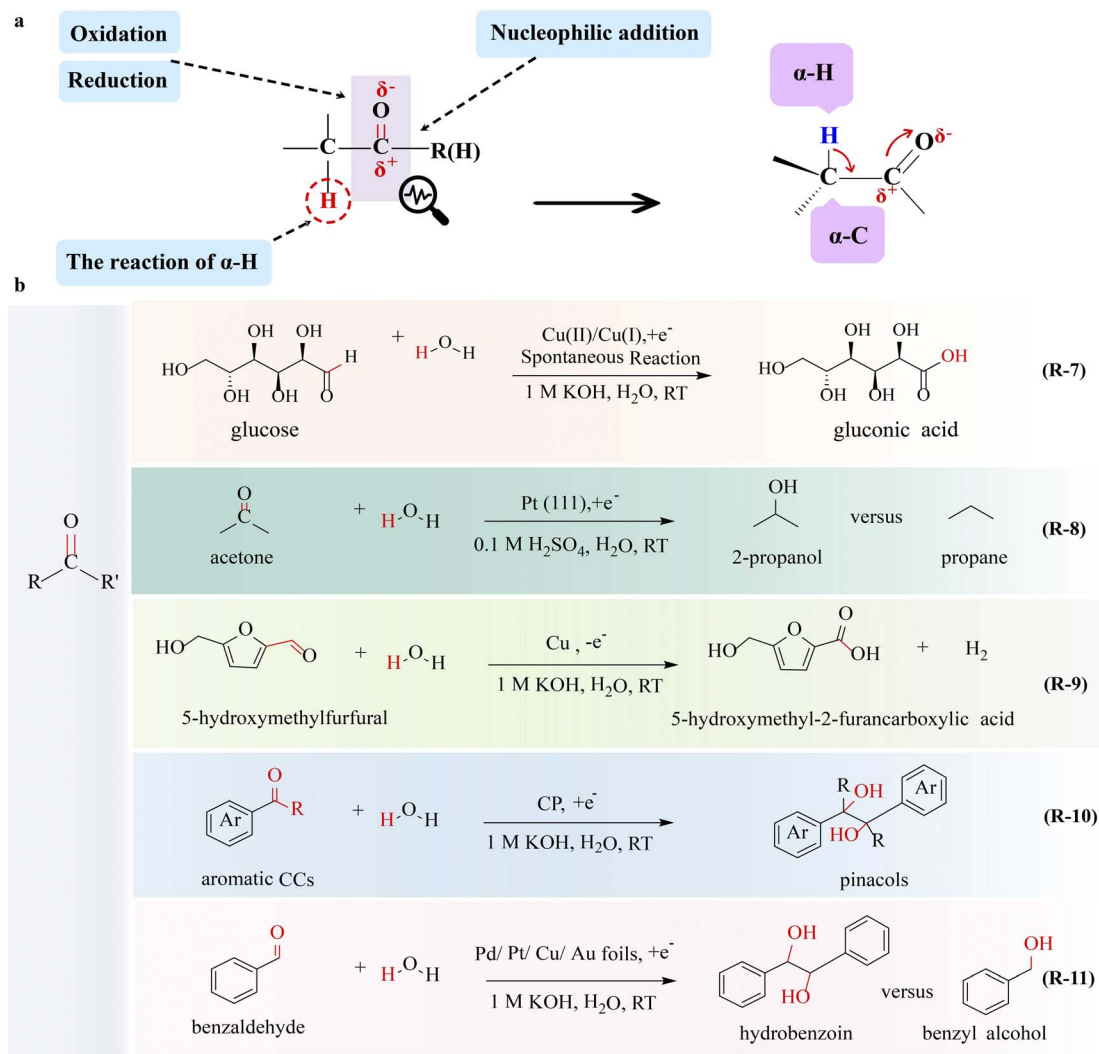 a
Oxidation
Reduction
Nucleophilic addition
δ-
O
C
C
R(H)
δ+
H
The reaction of α-H
α-H
H
O
δ-
C
C
δ+
α-C
b
O
C
R
R'
OH
OH
H
HO
OH
OH
O
glucose
+
H
O
H
Cu(II)/Cu(I),+e-
Spontaneous Reaction
1 M KOH, H2O, RT
OH
OH
OH
HO
OH
OH
O
gluconic acid
(R-7)
O
C
acetone
+
H
O
H
Pt (111),+e-
0.1 M H2SO4, H2O, RT
OH
2-propanol
versus
propane
(R-8)
HO
O
O
5-hydroxymethylfurfural
+
H
O
H
Cu , -e-
1 M KOH, H2O, RT
HO
O
O
OH
5-hydroxymethyl-2-furancarboxylic acid
+
H2
(R-9)
O
Ar
R
aromatic CCs
+
H
O
H
CP, +e-
1 M KOH, H2O, RT
R
OH
Ar
Ar
HO
R
pinacols
(R-10)
O
benzaldehyde
+
H
O
H
Pd/ Pt/ Cu/ Au foils, +e-
1 M KOH, H2O, RT
OH
HO
hydrobenzoin
versus
OH
benzyl alcohol
(R-11)